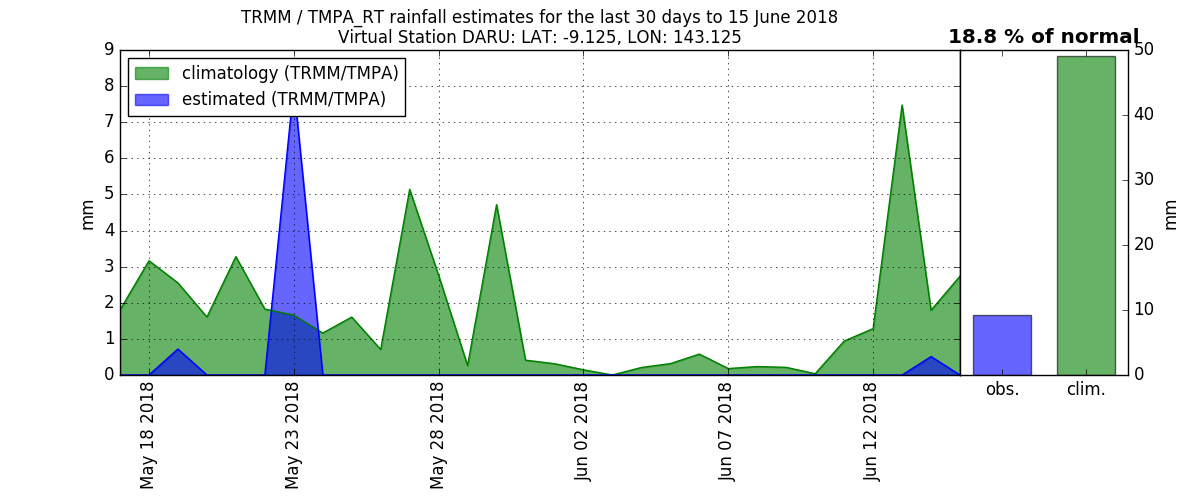 TRMM / TMPA_RT rainfall estimates for the last 30 days to 15 June 2018
Virtual Station DARU: LAT: -9.125, LON: 143.125
18.8 % of normal
climatology (TRMM/TMPA)
estimated (TRMM/TMPA)
9
8
7
6
5
4
3
2
1
0
mm
May 18 2018
May 23 2018
May 28 2018
Jun 02 2018
Jun 07 2018
Jun 12 2018
obs.
clim.
50
40
30
20
10
0
mm